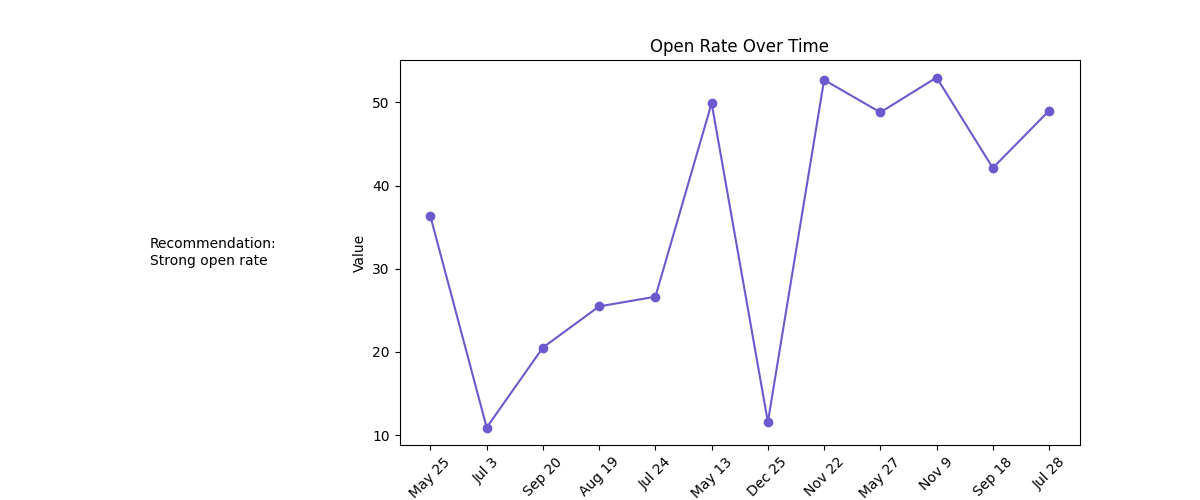 Open Rate Over Time
Recommendation:
Strong open rate
Value
50
40
30
20
10
May 25
Jul 3
Sep 20
Aug 19
Jul 24
May 13
Dec 25
Nov 22
May 27
Nov 9
Sep 18
Jul 28